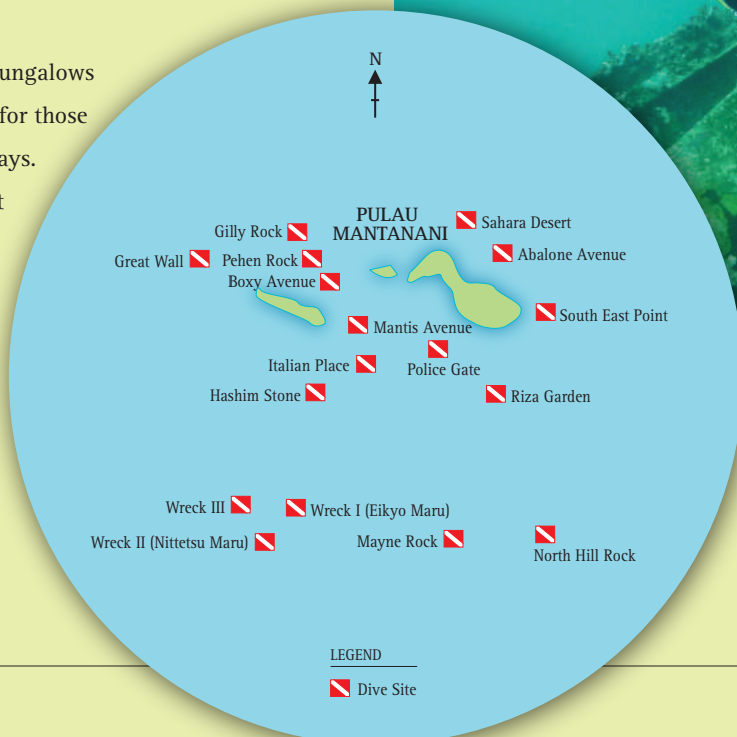 ungalows
for those
ays.
t
N
PULAU
MANTANANI
Sahara Desert
Gilly Rock
Abalone Avenue
Great Wall
Pehen Rock
Boxy Avenue
South East Point
Mantis Avenue
Italian Place
Police Gate
Hashim Stone
Riza Garden
Wreck III
Wreck I (Eikyo Maru)
Wreck II (Nittetsu Maru)
Mayne Rock
North Hill Rock
LEGEND
Dive Site